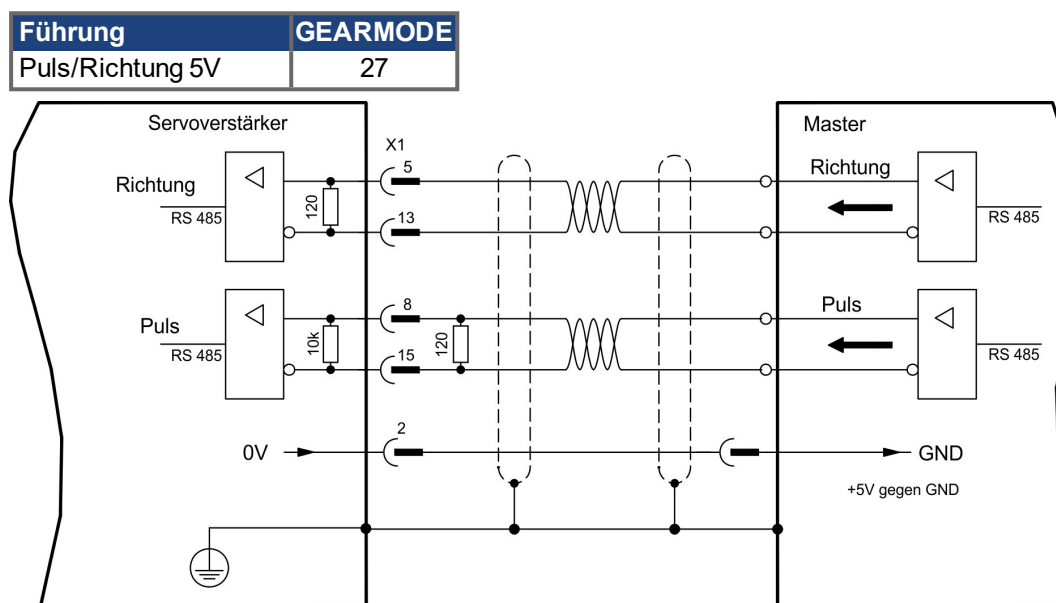 Führung GEARMODE
Puls/Richtung 5V 27
Servoverstärker
Master
X1
Richtung
5
Richtung
RS 485
120
13
RS 485
Puls
8
Puls
RS 485
10k
15
120
RS 485
0V
2
GND
+5V gegen GND